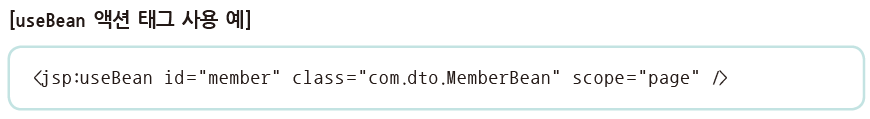 [useBean 액션 태그 사용 예]
<jsp:useBean id="member" class="com.dto.MemberBean" scope="page" />